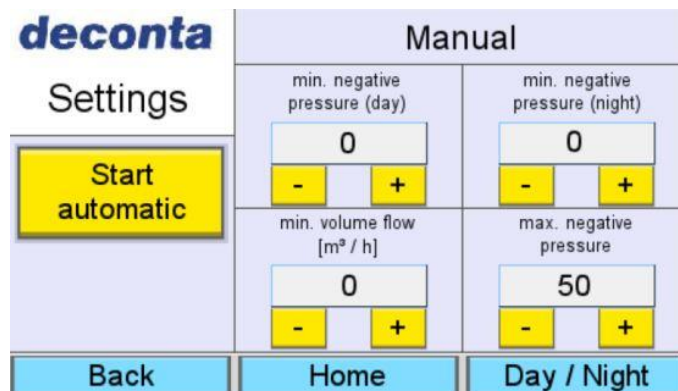 deconta
Manual
Settings
min. negative
pressure (day)
0
- +
min. negative
pressure (night)
0
- +
Start
automatic
min. volume flow
[m³ / h]
0
- +
max. negative
pressure
50
- +
Back
Home
Day / Night